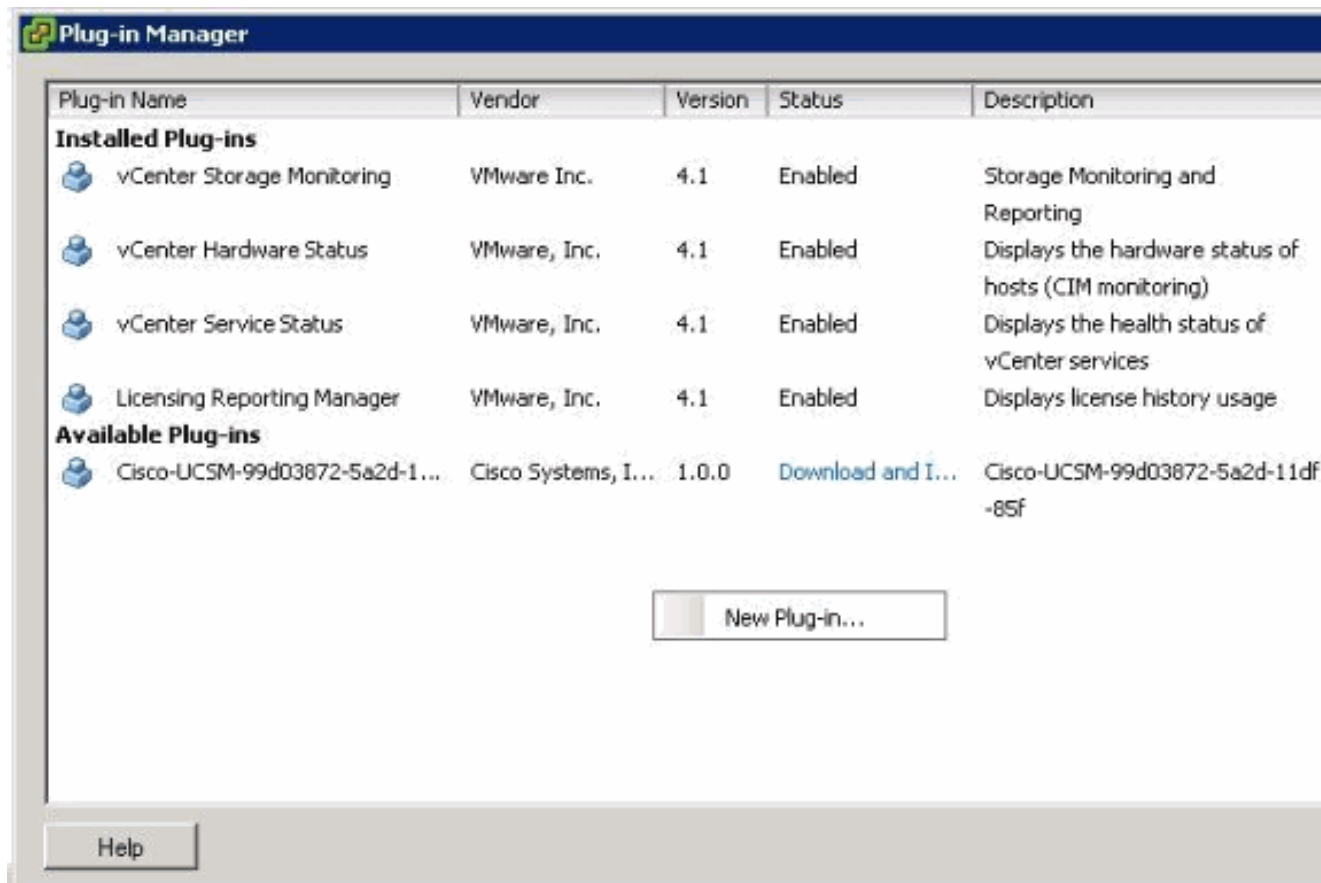 Plug-in Manager
Plug-in Name Vendor Version Status Description
Installed Plug-ins
vCenter Storage Monitoring VMware Inc. 4.1 Enabled Storage Monitoring and
Reporting
vCenter Hardware Status VMware, Inc. 4.1 Enabled Displays the hardware status of
hosts (CIM monitoring)
vCenter Service Status VMware, Inc. 4.1 Enabled Displays the health status of
vCenter services
Licensing Reporting Manager VMware, Inc. 4.1 Enabled Displays license history usage
Available Plug-ins
Cisco-UCSM-99d03872-5a2d-1... Cisco Systems, I... 1.0.0 Download and I... Cisco-UCSM-99d03872-5a2d-11df
-85f
New Plug-in...
Help